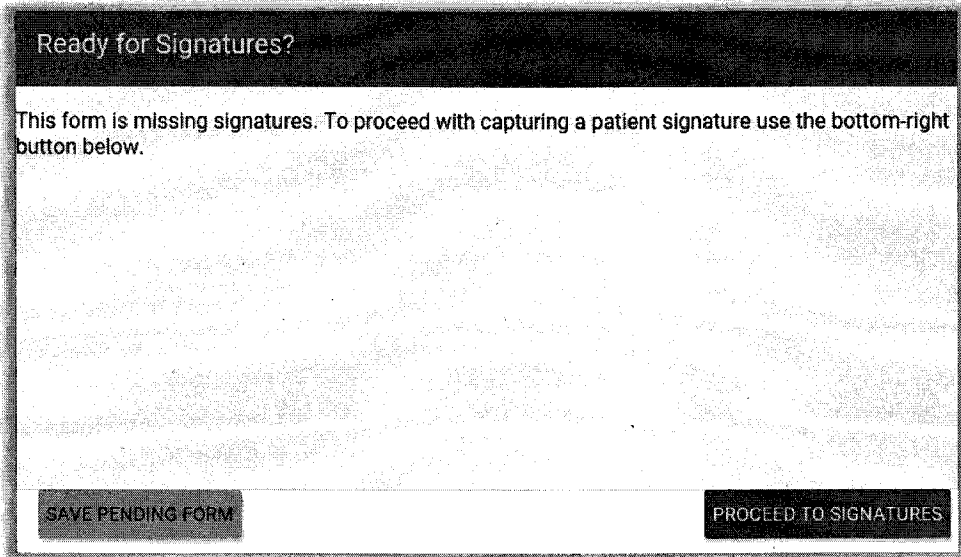 Ready for Signatures?
This form is missing signatures. To proceed with capturing a patient signature use the bottom-right
button below.
SAVE PENDING FORM
PROCEED TO SIGNATURES